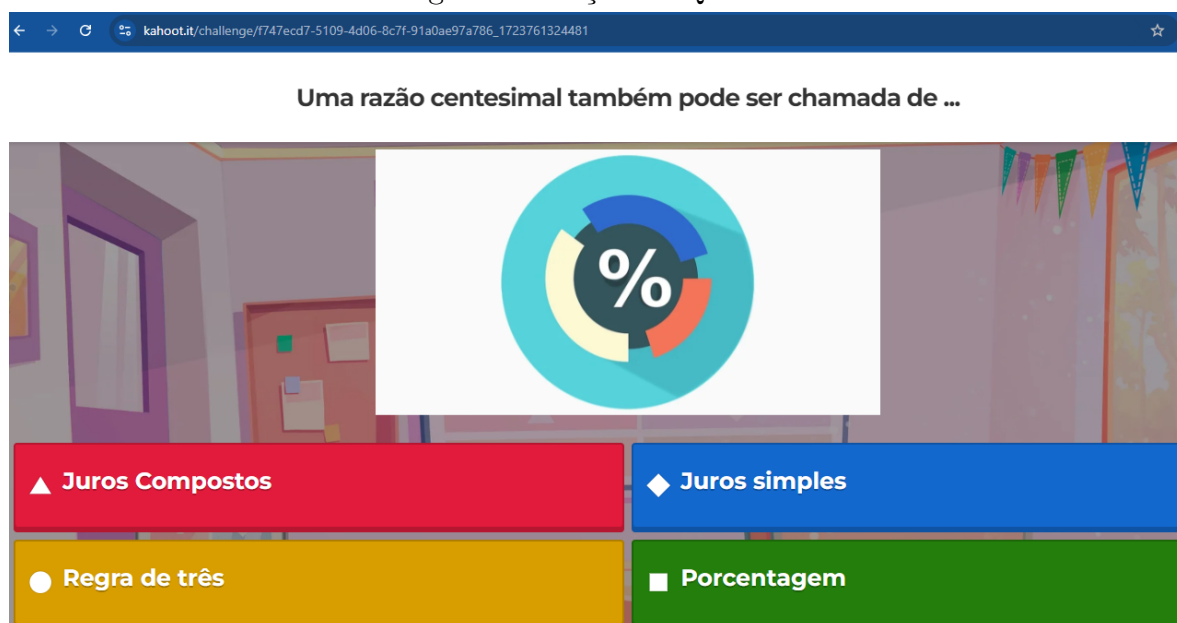 kahoot.it/challenge/f747ecd7-5109-4d06-8c7f-91a0ae97a786_1723761324481
Uma razão centesimal também pode ser chamada de ...
%
Juros Compostos
Juros simples
Regra de três
Porcentagem